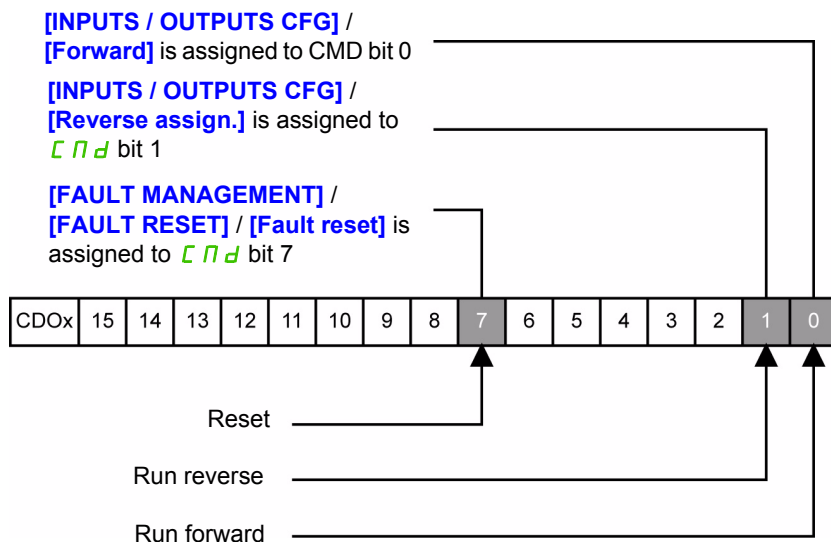 [INPUTS / OUTPUTS CFG] /
[Forward] is assigned to CMD bit 0
[INPUTS / OUTPUTS CFG] /
[Reverse assign.] is assigned to
CMd bit 1
[FAULT MANAGEMENT] /
[FAULT RESET] / [Fault reset] is
assigned to CMd bit 7
CDOx 15 14 13 12 11 10 9 8 7 6 5 4 3 2 1 0
Reset
Run reverse
Run forward